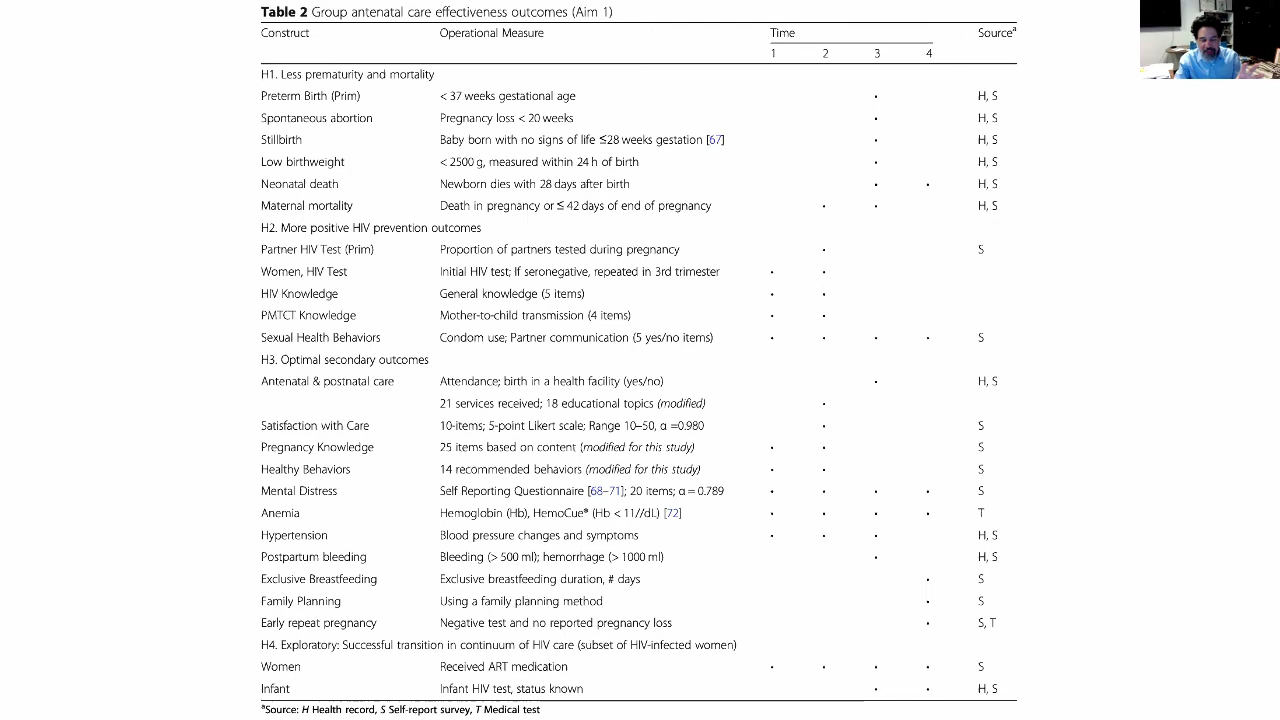 Table 2 Group antenatal care effectiveness outcomes (Aim 1)
Construct Operational Measure Time Sourceᵃ
1 2 3 4
H1. Less prematurity and mortality
Preterm Birth (Prim) < 37 weeks gestational age • H, S
Spontaneous abortion Pregnancy loss < 20 weeks • H, S
Stillbirth Baby born with no signs of life ≤28 weeks gestation [67] • H, S
Low birthweight < 2500 g, measured within 24 h of birth • H, S
Neonatal death Newborn dies with 28 days after birth • • H, S
Maternal mortality Death in pregnancy or ≤ 42 days of end of pregnancy • • H, S
H2. More positive HIV prevention outcomes
Partner HIV Test (Prim) Proportion of partners tested during pregnancy • S
Women, HIV Test Initial HIV test; If seronegative, repeated in 3rd trimester • •
HIV Knowledge General knowledge (5 items) • •
PMTCT Knowledge Mother-to-child transmission (4 items) • •
Sexual Health Behaviors Condom use; Partner communication (5 yes/no items) • • • • S
H3. Optimal secondary outcomes
Antenatal & postnatal care Attendance; birth in a health facility (yes/no) • H, S
21 services received; 18 educational topics (modified) •
Satisfaction with Care 10-items; 5-point Likert scale; Range 10–50, α =0.980 • S
Pregnancy Knowledge 25 items based on content (modified for this study) • • S
Healthy Behaviors 14 recommended behaviors (modified for this study) • • S
Mental Distress Self Reporting Questionnaire [68–71]; 20 items; α = 0.789 • • • • S
Anemia Hemoglobin (Hb), HemoCue® (Hb < 11//dL) [72] • • • • T
Hypertension Blood pressure changes and symptoms • • • H, S
Postpartum bleeding Bleeding (> 500 ml); hemorrhage (> 1000 ml) • H, S
Exclusive Breastfeeding Exclusive breastfeeding duration, # days • S
Family Planning Using a family planning method • S
Early repeat pregnancy Negative test and no reported pregnancy loss • S, T
H4. Exploratory: Successful transition in continuum of HIV care (subset of HIV-infected women)
Women Received ART medication • • • • S
Infant Infant HIV test, status known • • H, S
ᵃSource: H Health record, S Self-report survey, T Medical test